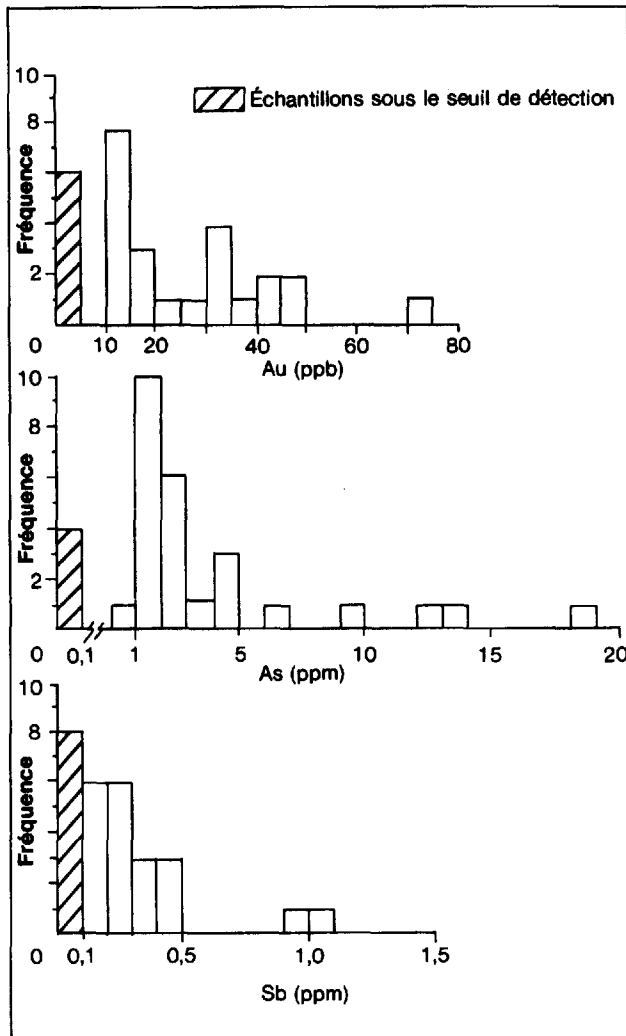 Échantillons sous le seuil de détection
10
8
2
0
Fréquence
10 20 40 60 80
Au (ppb)
10
8
2
0
Fréquence
0,1 1 5 10 15 20
As (ppm)
10
8
0
Fréquence
0,1 0,5 1,0 1,5
Sb (ppm)